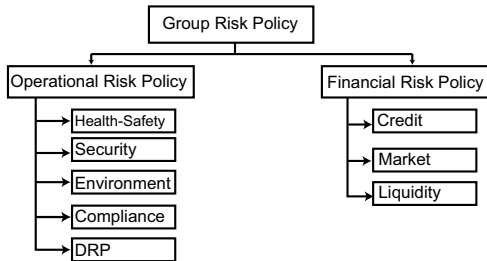 Group Risk Policy
Operational Risk Policy
Financial Risk Policy
Health-Safety
Security
Environment
Compliance
DRP
Credit
Market
Liquidity